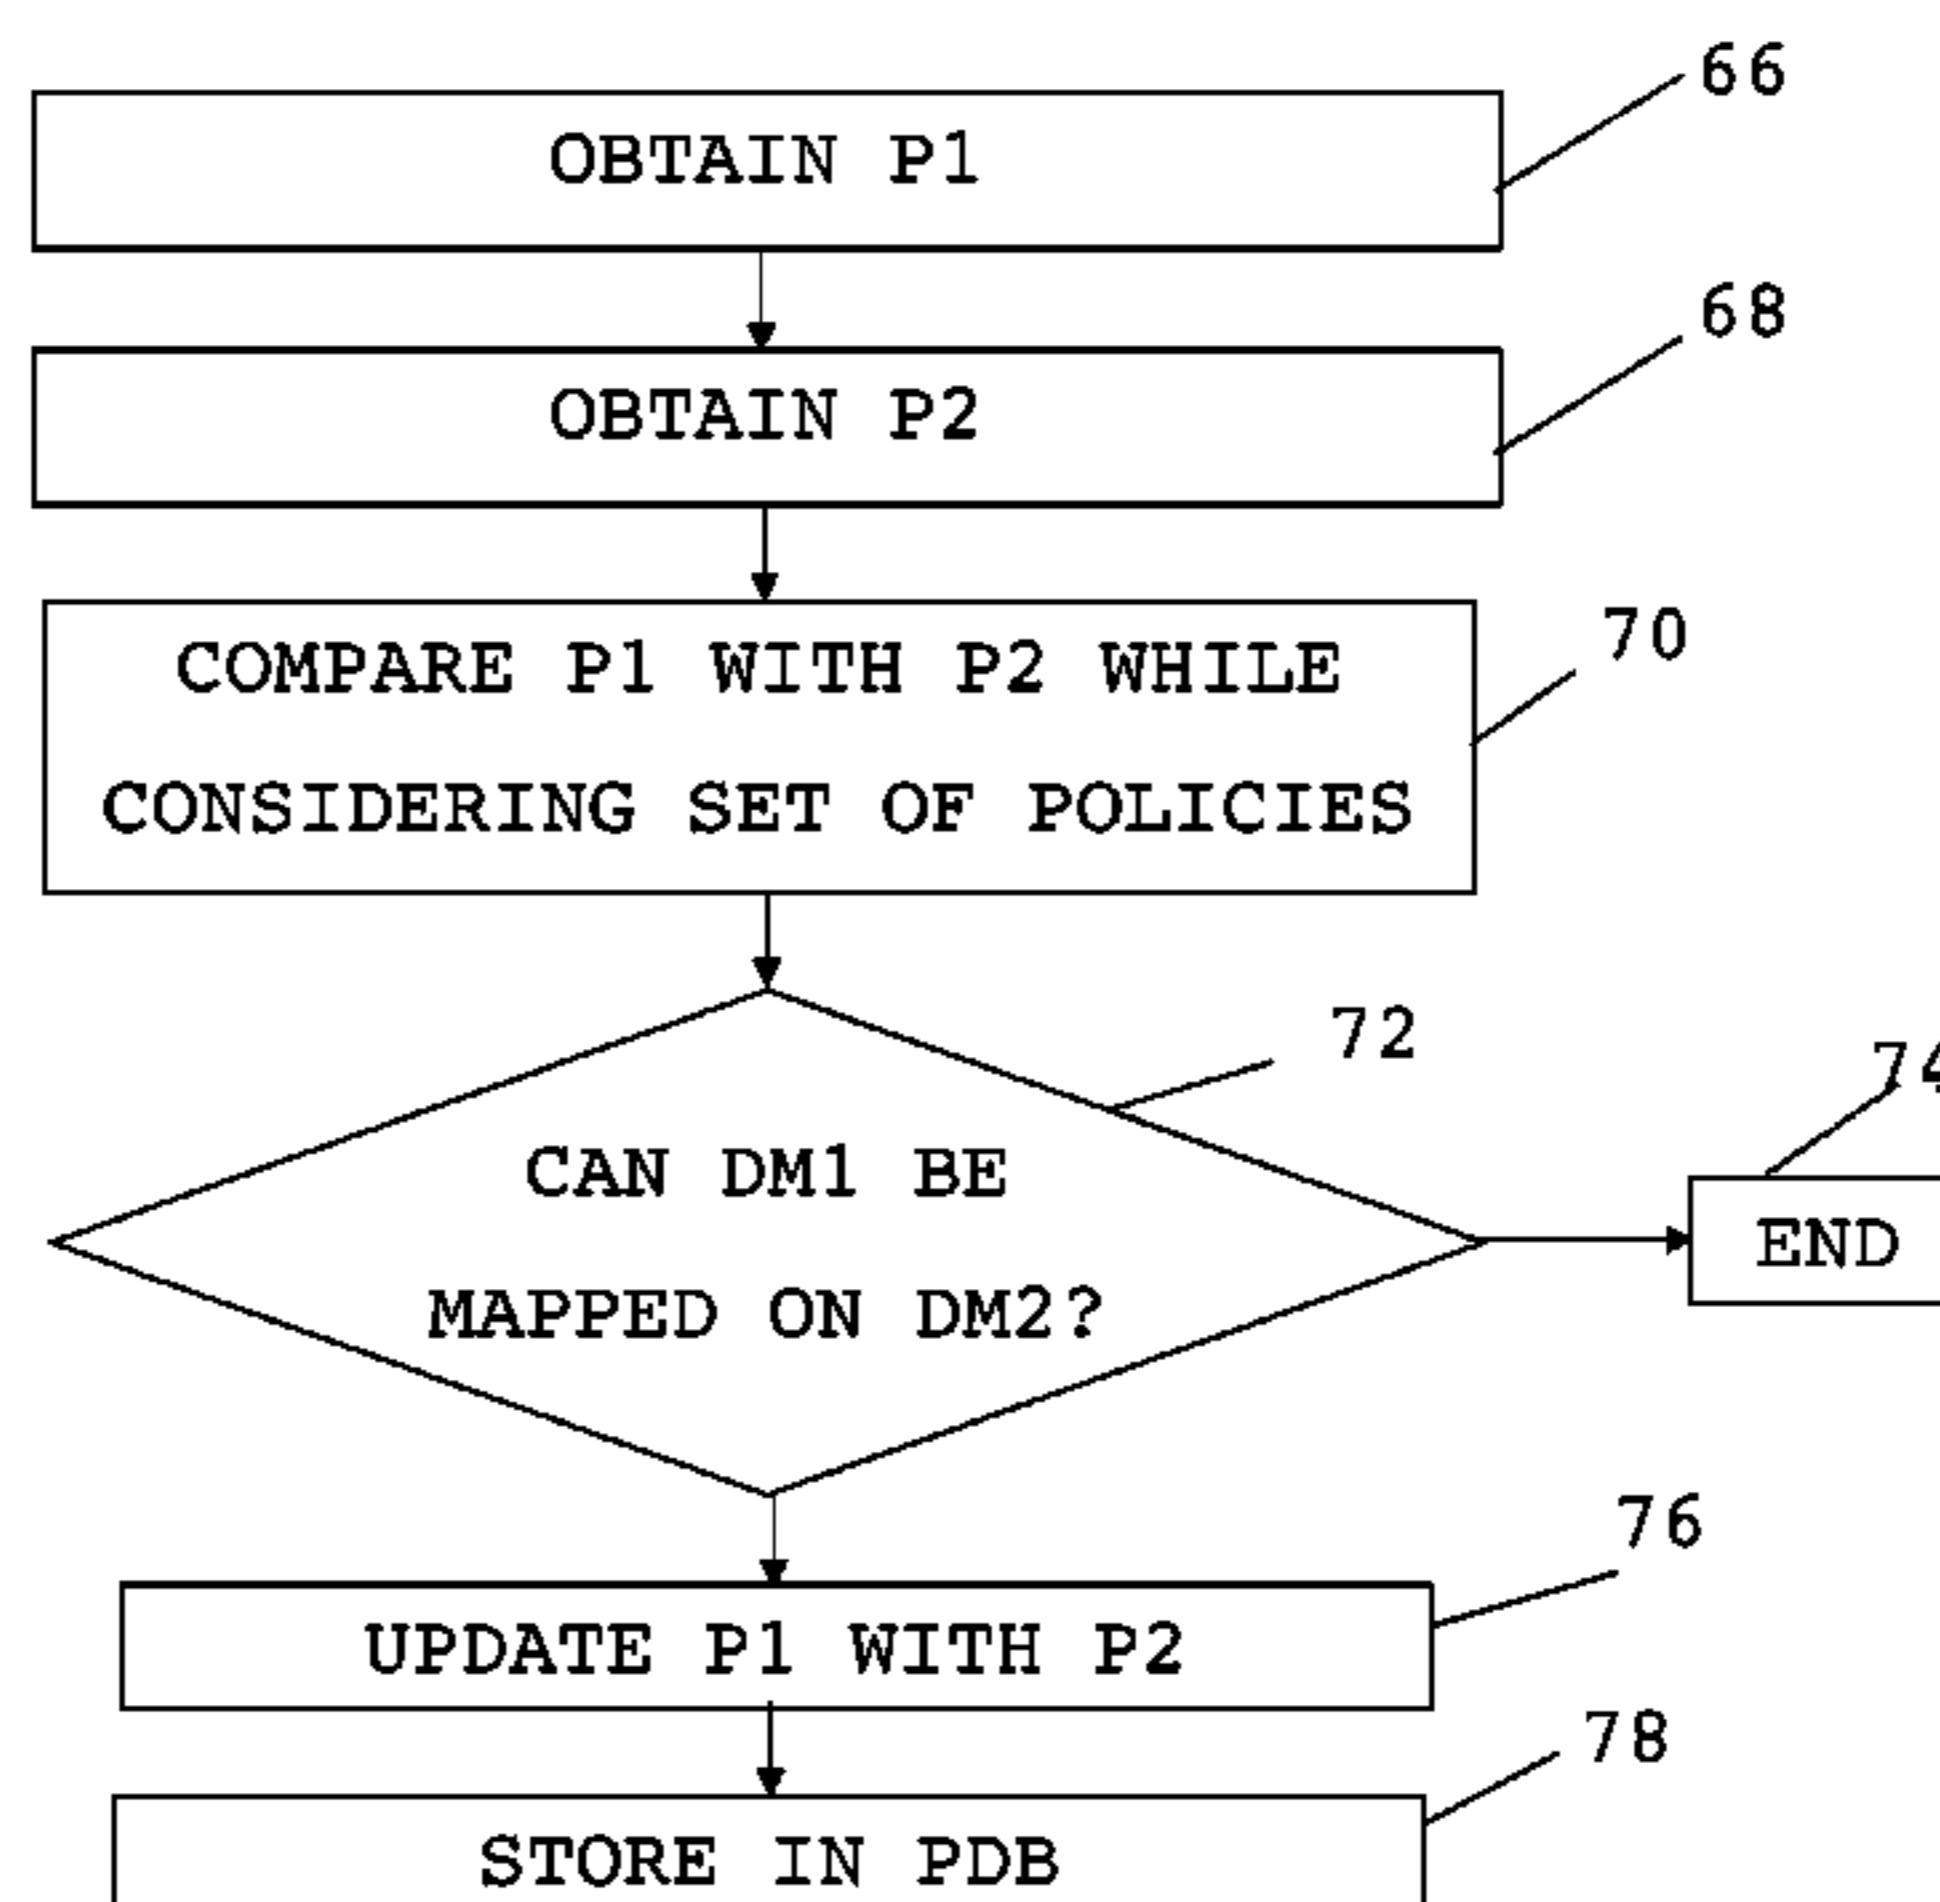 66
OBTAIN P1
68
OBTAIN P2
70
COMPARE P1 WITH P2 WHILE
CONSIDERING SET OF POLICIES
72
74
CAN DM1 BE
MAPPED ON DM2?
END
76
UPDATE P1 WITH P2
78
STORE IN PDB